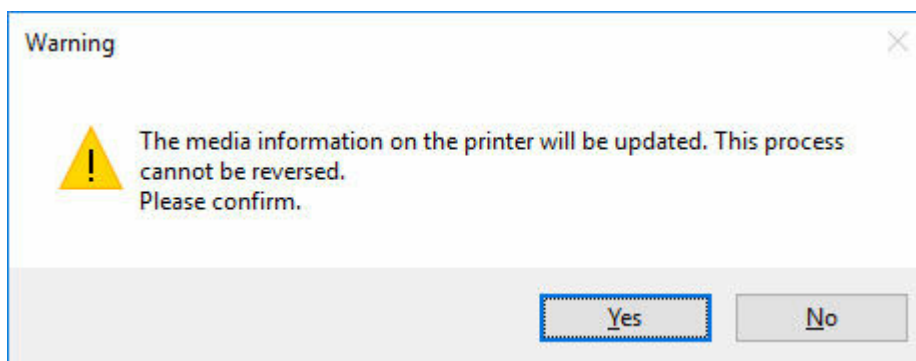 Warning
The media information on the printer will be updated. This process
cannot be reversed.
Please confirm.
Yes
No